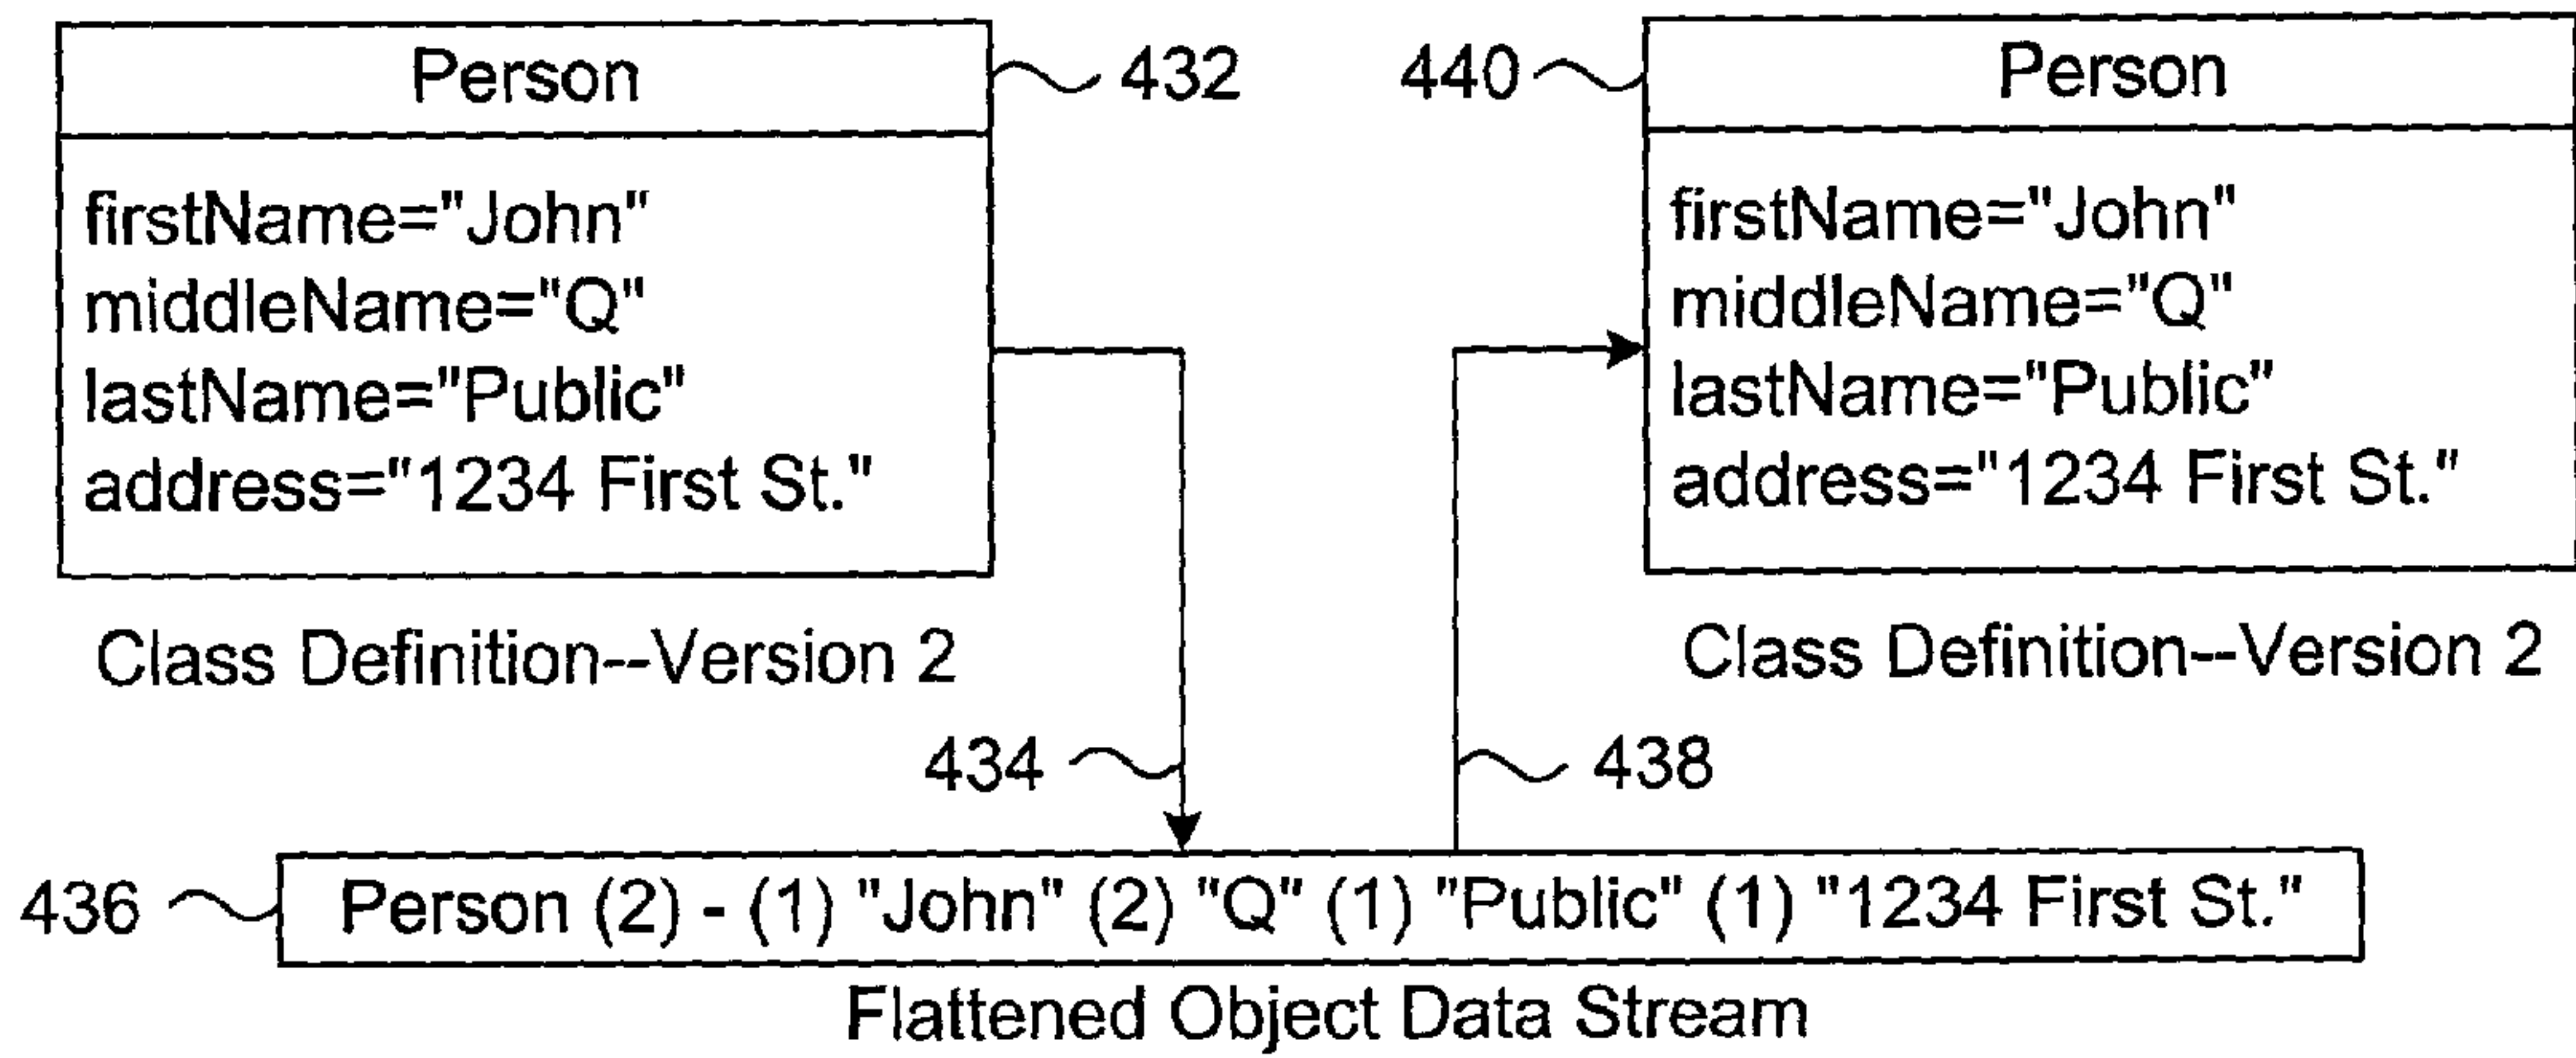 Person
432
firstName="John"
middleName="Q"
lastName="Public"
address="1234 First St."
Class Definition--Version 2
440
Person
firstName="John"
middleName="Q"
lastName="Public"
address="1234 First St."
Class Definition--Version 2
434
438
436
Person (2) - (1) "John" (2) "Q" (1) "Public" (1) "1234 First St."
Flattened Object Data Stream